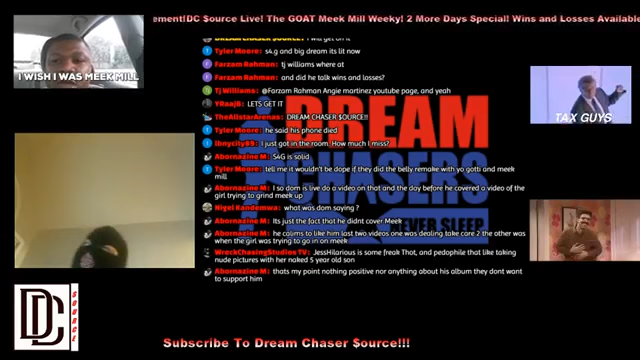 ement!DC $ource Live! The GOAT Meek Mill Weeky! 2 More Days Special! Wins and Losses Available
I WISH I WAS MEEK MILL
Tyler Moore: s4.g and big dream its lit now
Farzam Rahman: tj williams where at
Farzam Rahman: and did he talk wins and losses?
Tj Williams: @Farzam Rahman Angie martinez youtube page, and yeah
YRaajB: LETS GET IT
TheAllstarArenas: DREAM CHASER $OURCE!!
Tyler Moore: he said his phone died
lbnycity89: I just got in the room. How much I miss?
Abornazine M: S4G is solid
Tyler Moore: tell me it wouldn't be dope if they did the belly remake with yo gotti and meek
mill
Abornazine M: I so dom is live do a video on that and the day before he covered a video of the
girl trying to grind meek up
Nigel Kandemwa: what was dom saying ?
Abornazine M: Its just the fact that he didnt cover Meek
Abornazine M: He calms to like him last two videos one was dealing take care 2 the other was
when the girl was trying to go in on meek
WreckChasingStudios TV: JessHilarious is some freak Thot, and pedophile that like taking
nude pictures with her naked 5 year old son
Abornazine M: thats my point nothing positive nor anything about his album they dont want
to support him
DREAM
CHASERS
NEVER SLEEP
TAX GUYS
DC
SOURCE
Subscribe To Dream Chaser $ource!!!